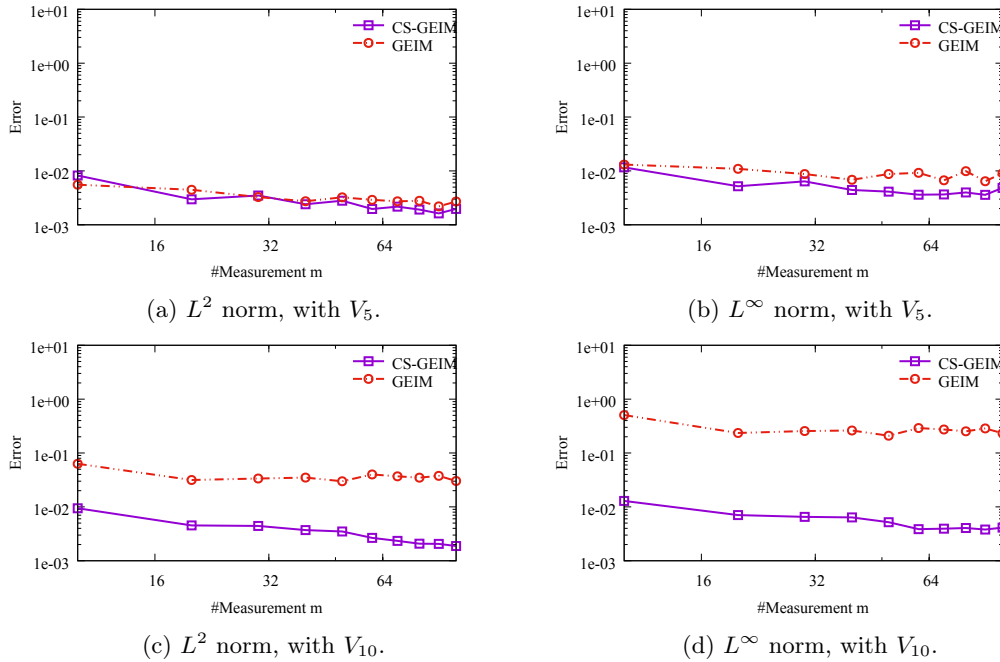 1e+01
1e+00
1e-01
1e-02
1e-03
Error
16
32
64
#Measurement m
CS-GEIM
GEIM
(a) L² norm, with V₅.
1e+01
1e+00
1e-01
1e-02
1e-03
Error
16
32
64
#Measurement m
CS-GEIM
GEIM
(b) L^∞ norm, with V₅.
1e+01
1e+00
1e-01
1e-02
1e-03
Error
16
32
64
#Measurement m
CS-GEIM
GEIM
(c) L² norm, with V₁₀.
1e+01
1e+00
1e-01
1e-02
1e-03
Error
16
32
64
#Measurement m
CS-GEIM
GEIM
(d) L^∞ norm, with V₁₀.